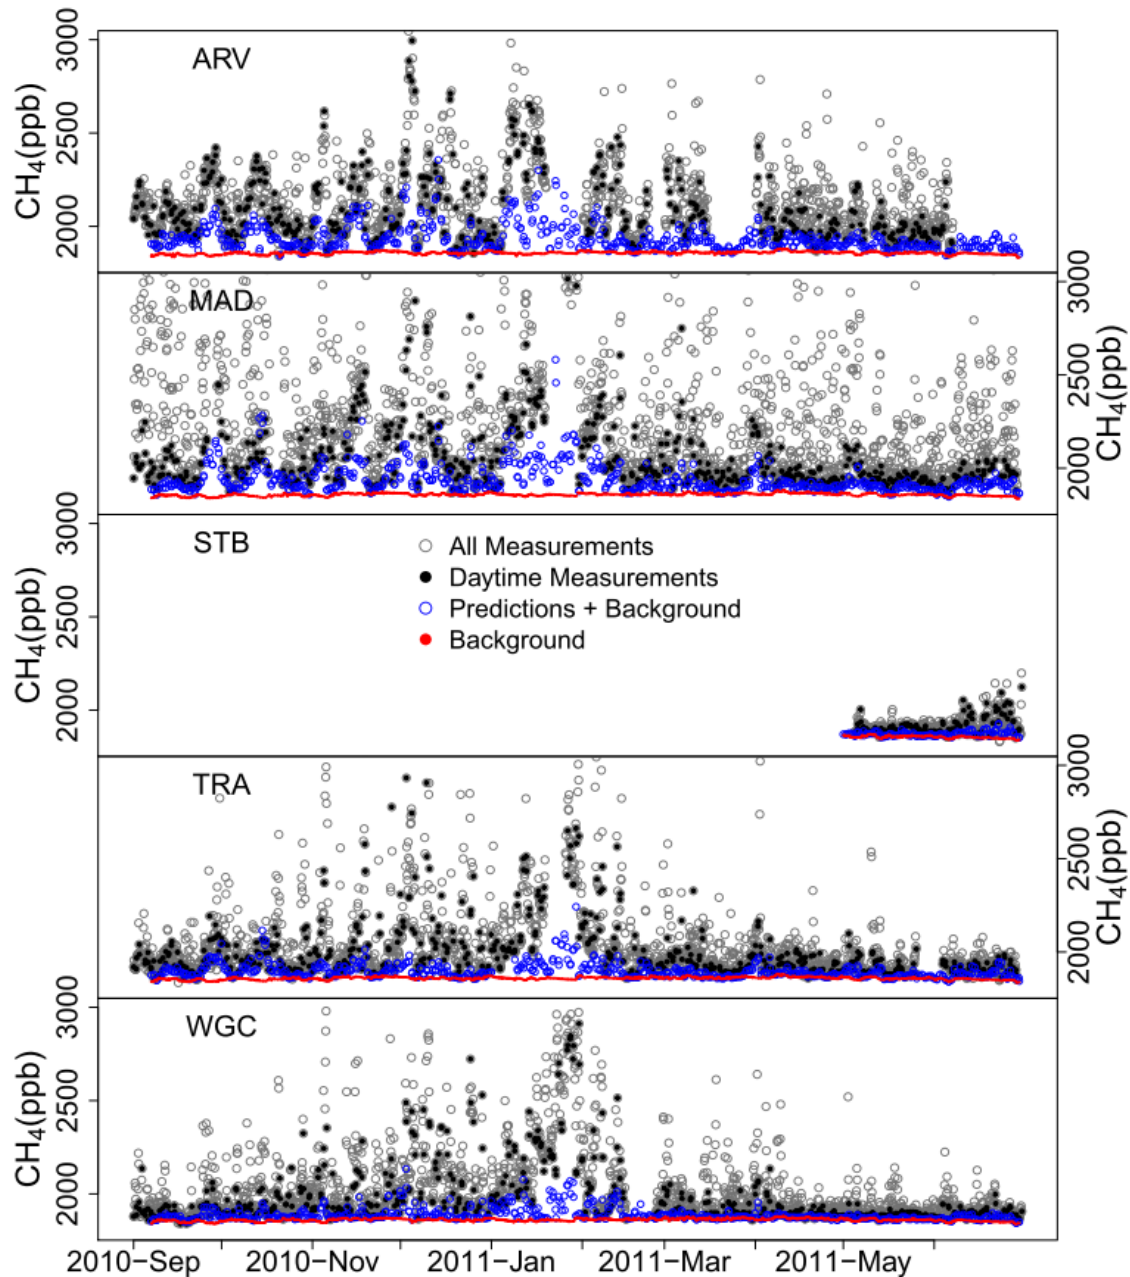 ARV
CH4(ppb)
2000 2500 3000
MAD
CH4(ppb)
2000 2500 3000
STB
CH4(ppb)
2000 2500 3000
All Measurements
Daytime Measurements
Predictions + Background
Background
TRA
CH4(ppb)
2000 2500 3000
WGC
CH4(ppb)
2000 2500 3000
2010−Sep 2010−Nov 2011−Jan 2011−Mar 2011−May